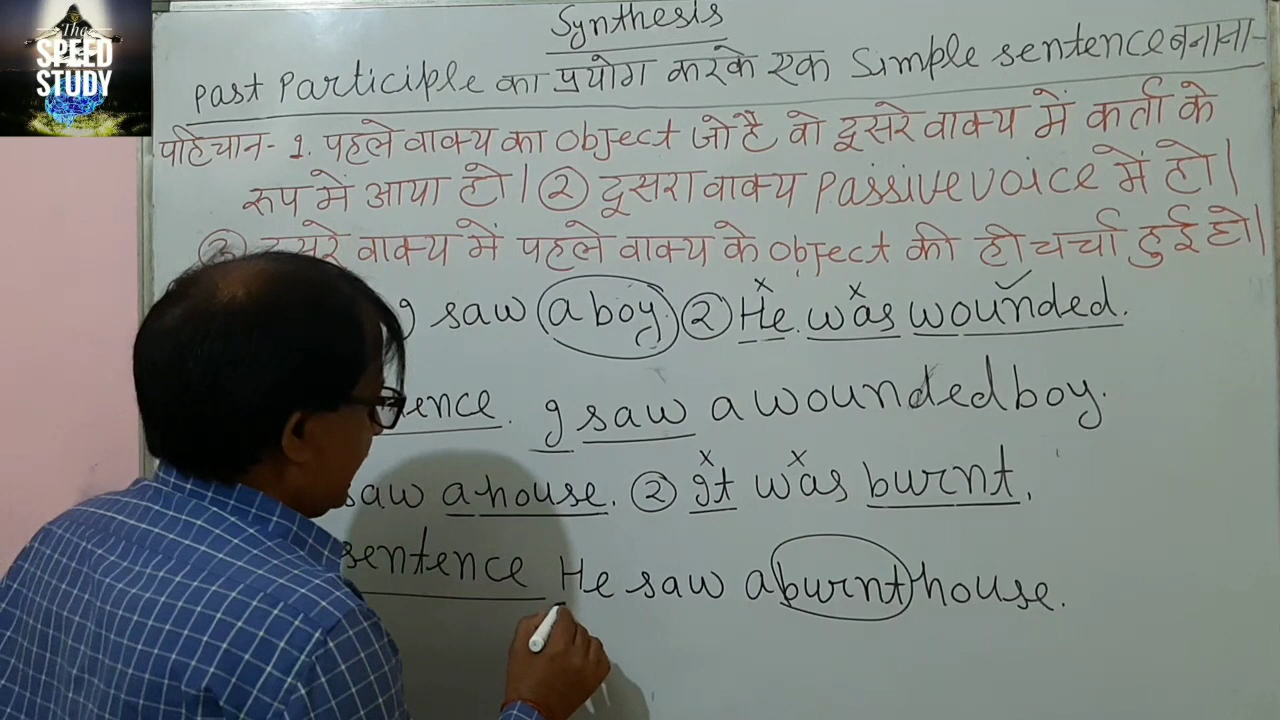 The
SPEED
STUDY
Synthesis
Past Participle का प्रयोग करके एक Simple sentence बनाना-
पहिचान- 1. पहले वाक्य का object जो है वो दूसरे वाक्य में कर्ता के
रूप में आया हो। ② दूसरा वाक्य Passive voice में हो।
③ दूसरे वाक्य में पहले वाक्य के object की ही चर्चा हुई हो।
I saw a boy. ② He was wounded.
I saw a wounded boy.
saw a house. ② It was burnt.
sentence He saw a burnt house.